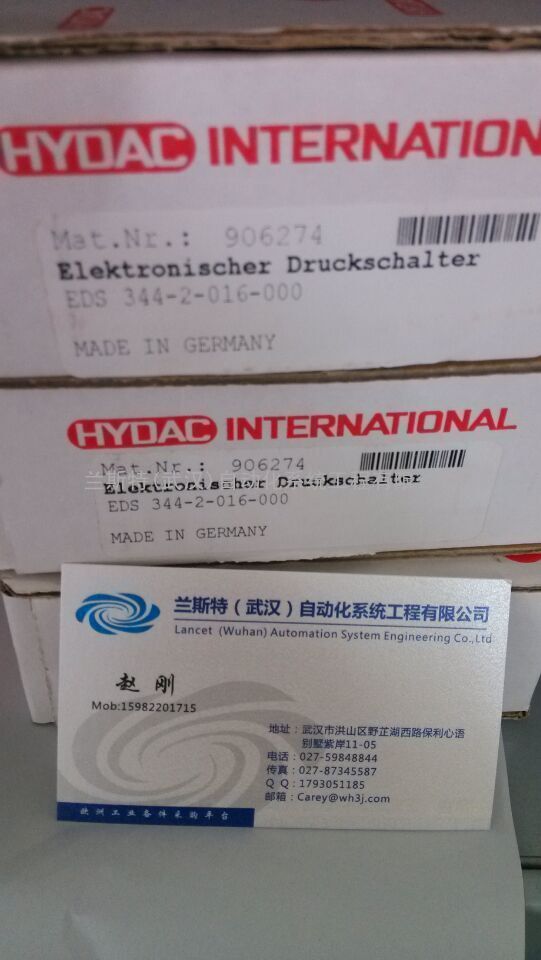 HYDAC INTERNATIONAL
Mat.Nr.: 906274
Elektronischer Druckschalter
EDS 344-2-016-000
MADE IN GERMANY
HYDAC INTERNATIONAL
Mat.Nr.: 906274
Elektronischer Druckschalter
EDS 344-2-016-000
MADE IN GERMANY
兰斯特（武汉）自动化系统工程有限公司
Lancet (Wuhan) Automation System Engineering Co.,Ltd
赵 刚
Mob:15982201715
地址：武汉市洪山区野芷湖西路保利心语
别墅紫岸11-05
电话：027-59848844
传真：027-87345587
Q Q：1793051185
邮箱：Carey@wh3j.com
欧洲工业备件采购平台